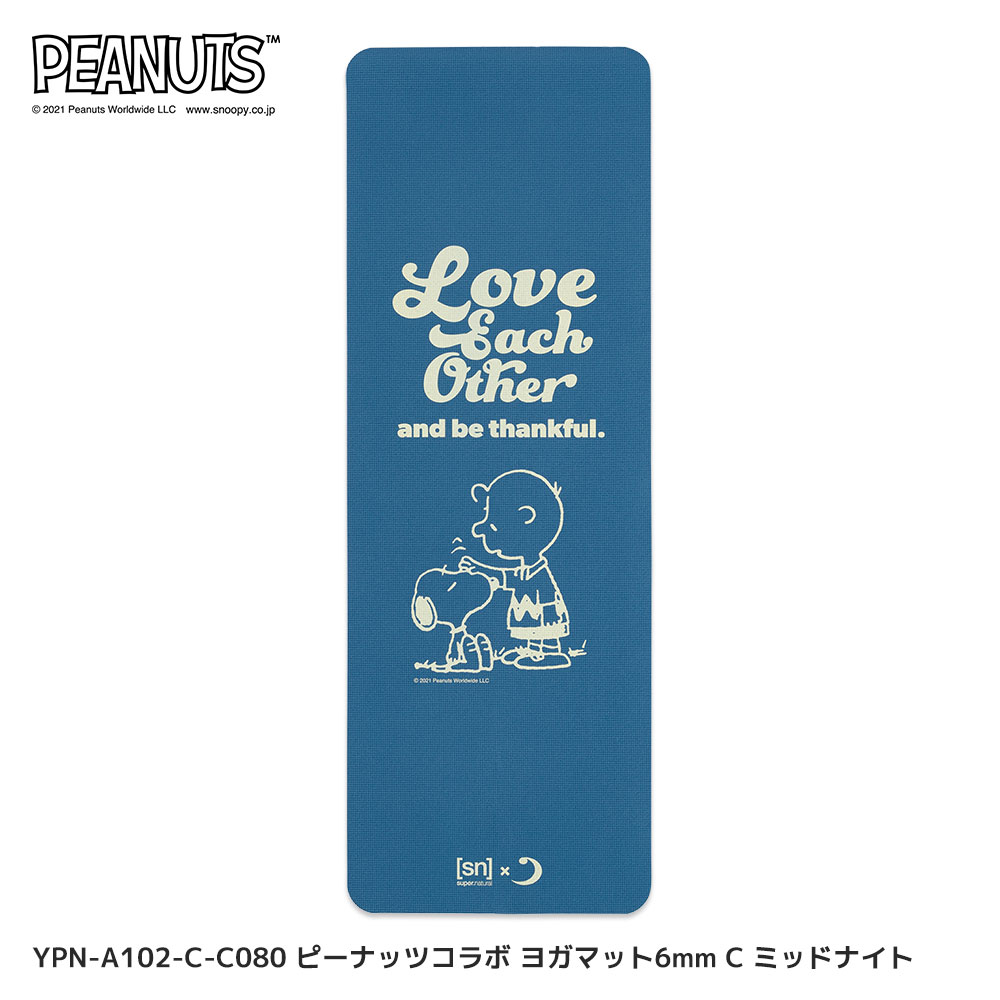 PEANUTS™
© 2021 Peanuts Worldwide LLC www.snoopy.co.jp
Love
Each
Other
and be thankful.
© 2021 Peanuts Worldwide LLC
[sn] ×
super.natural
YPN-A102-C-C080 ピーナッツコラボ ヨガマット6mm C ミッドナイト